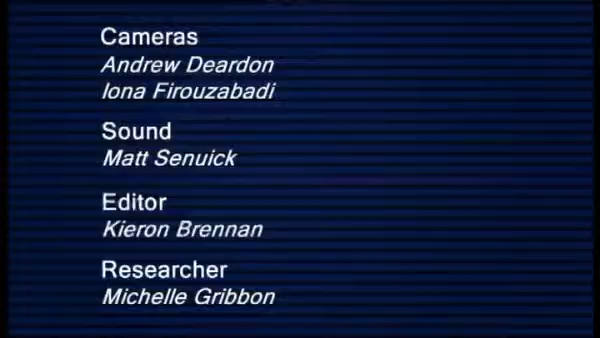 Cameras
Andrew Deardon
Iona Firouzabadi
Sound
Matt Senuick
Editor
Kieron Brennan
Researcher
Michelle Gribbon